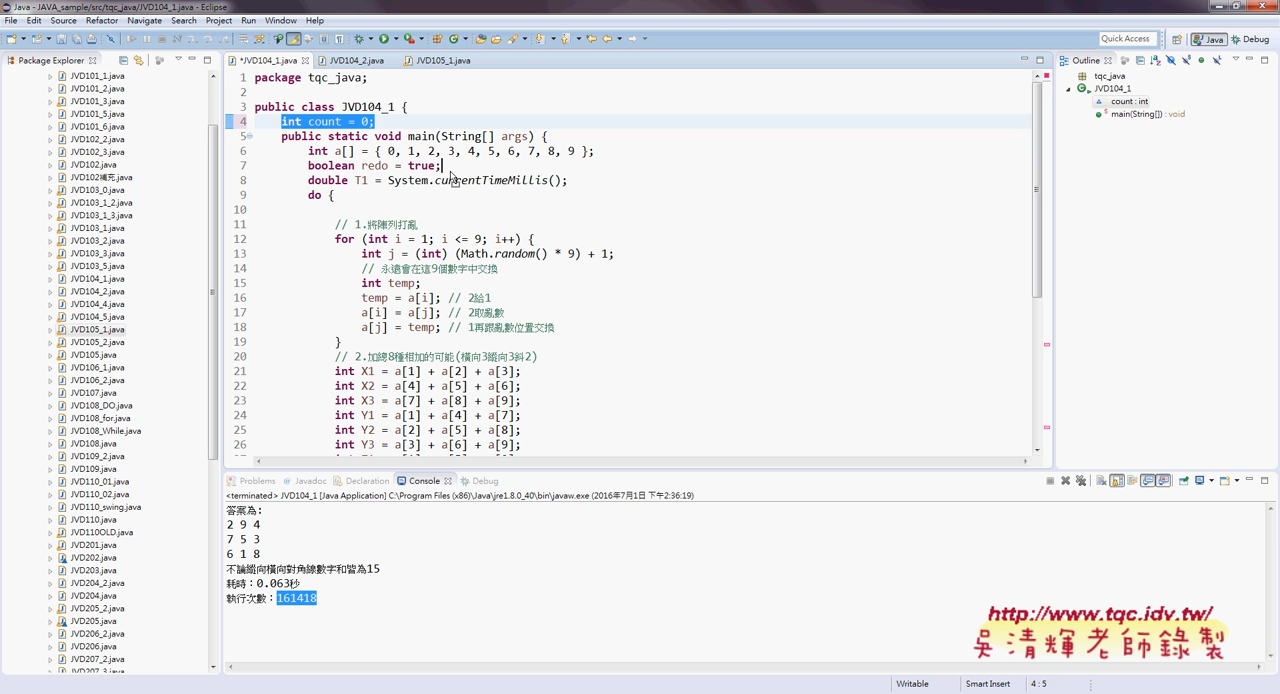 Java - JAVA_sample/src/tqc_java/JVD104_1.java - Eclipse
File Edit Source Refactor Navigate Search Project Run Window Help
Quick Access Java Debug
Package Explorer
*JVD104_1.java JVD104_2.java JVD105_1.java
Outline
JVD101_1.java
JVD101_2.java
JVD101_3.java
JVD101_5.java
JVD101_6.java
JVD102_2.java
JVD102_3.java
JVD102.java
JVD102補充.java
JVD103_0.java
JVD103_1_2.java
JVD103_1_3.java
JVD103_1.java
JVD103_2.java
JVD103_3.java
JVD103_5.java
JVD104_1.java
JVD104_2.java
JVD104_4.java
JVD104_5.java
JVD105_1.java
JVD105_2.java
JVD105.java
JVD106_1.java
JVD106_2.java
JVD107.java
JVD108_DO.java
JVD108_for.java
JVD108_While.java
JVD108.java
JVD109_2.java
JVD109.java
JVD110_01.java
JVD110_02.java
JVD110_swing.java
JVD110.java
JVD110OLD.java
JVD201.java
JVD202.java
JVD203.java
JVD204_2.java
JVD204.java
JVD205_2.java
JVD205.java
JVD206_2.java
JVD206.java
JVD207_2.java
JVD207_3.java
1 package tqc_java;
2
3 public class JVD104_1 {
4 int count = 0;
5 public static void main(String[] args) {
6 int a[] = { 0, 1, 2, 3, 4, 5, 6, 7, 8, 9 };
7 boolean redo = true;
8 double T1 = System.currentTimeMillis();
9 do {
10
11 // 1.將陣列打亂
12 for (int i = 1; i <= 9; i++) {
13 int j = (int) (Math.random() * 9) + 1;
14 // 永遠會在這9個數字中交換
15 int temp;
16 temp = a[i]; // 2給1
17 a[i] = a[j]; // 2取亂數
18 a[j] = temp; // 1再跟亂數位置交換
19 }
20 // 2.加總8種相加的可能(橫向3縱向3斜2)
21 int X1 = a[1] + a[2] + a[3];
22 int X2 = a[4] + a[5] + a[6];
23 int X3 = a[7] + a[8] + a[9];
24 int Y1 = a[1] + a[4] + a[7];
25 int Y2 = a[2] + a[5] + a[8];
26 int Y3 = a[3] + a[6] + a[9];
tqc_java
JVD104_1
count : int
main(String[]) : void
Problems Javadoc Declaration Console Debug
<terminated> JVD104_1 [Java Application] C:\Program Files (x86)\Java\jre1.8.0_40\bin\javaw.exe (2016年7月1日 下午2:36:19)
答案為:
2 9 4
7 5 3
6 1 8
不論縱向橫向對角線數字和皆為15
耗時：0.063秒
執行次數：161418
http://www.tqc.idv.tw/
吳清輝老師錄製
Writable Smart Insert 4 : 5